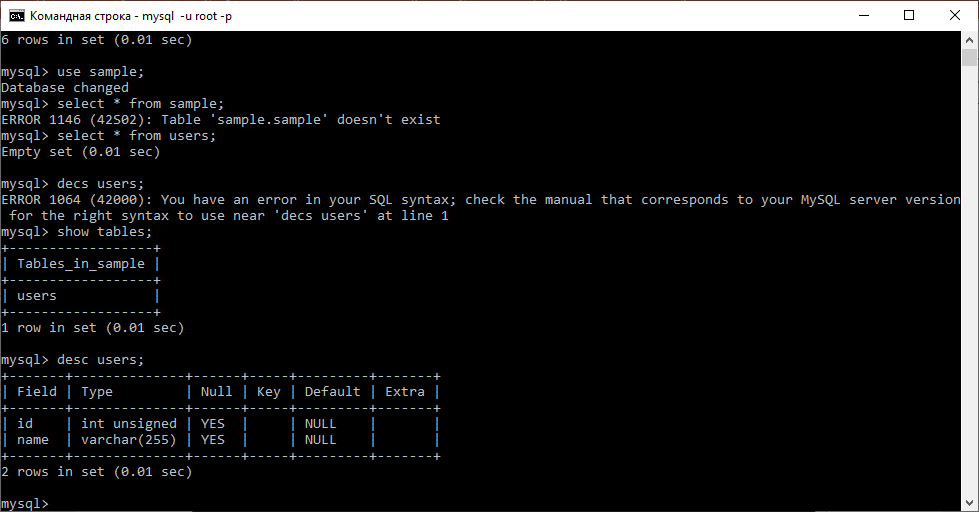 Командная строка - mysql  -u root -p
6 rows in set (0.01 sec)
mysql> use sample;
Database changed
mysql> select * from sample;
ERROR 1146 (42S02): Table 'sample.sample' doesn't exist
mysql> select * from users;
Empty set (0.01 sec)
mysql> decs users;
ERROR 1064 (42000): You have an error in your SQL syntax; check the manual that corresponds to your MySQL server version
 for the right syntax to use near 'decs users' at line 1
mysql> show tables;
+------------------+
| Tables_in_sample |
+------------------+
| users            |
+------------------+
1 row in set (0.01 sec)
mysql> desc users;
+-------+--------------+------+-----+---------+-------+
| Field | Type         | Null | Key | Default | Extra |
+-------+--------------+------+-----+---------+-------+
| id    | int unsigned | YES  |     | NULL    |       |
| name  | varchar(255) | YES  |     | NULL    |       |
+-------+--------------+------+-----+---------+-------+
2 rows in set (0.01 sec)
mysql>